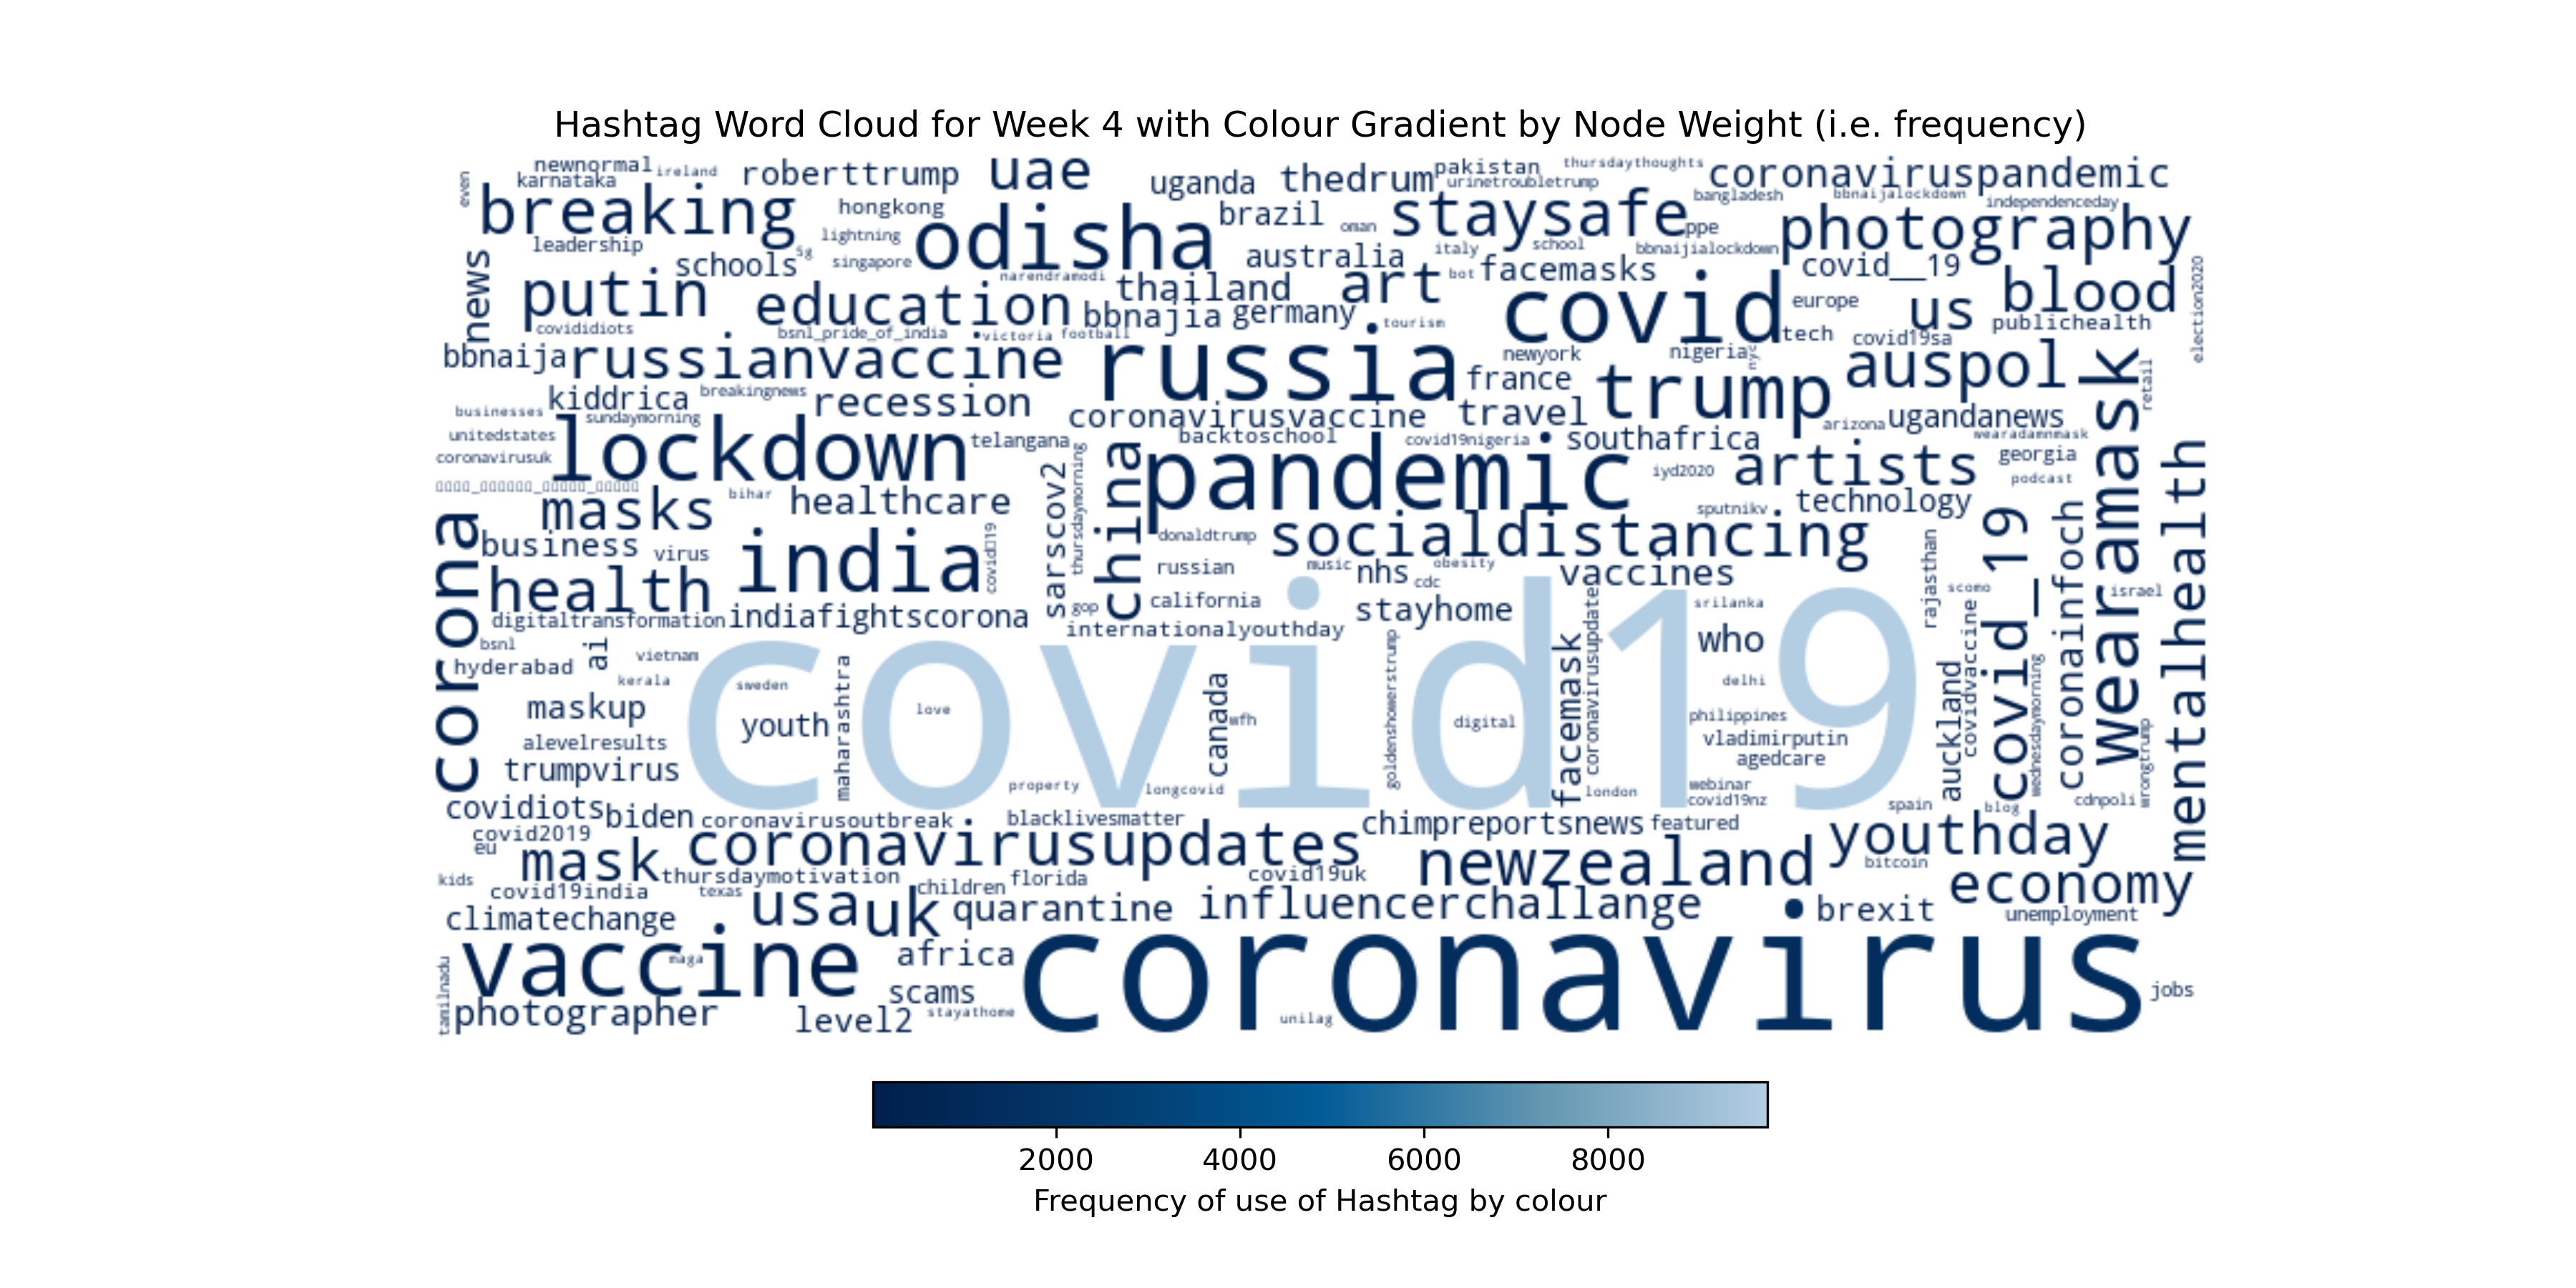 Hashtag Word Cloud for Week 4 with Colour Gradient by Node Weight (i.e. frequency)
newnormal
ireland
karnataka
even
breaking
leadership
news
roberttrump
uae
hongkong
lightning
5g
singapore
schools
odisha
uganda
thedrum
pakistan
thursdaythoughts
urinetroubletrump
coronaviruspandemic
bangladesh
bbnaijalockdown
independenceday
brazil
oman
staysafe
ppe
photography
australia
italy
school
bbnaijialockdown
covid__19
election2020
putin
covididiots
education
narendramodi
thailand
art
bot
facemasks
covid
europe
us
blood
publichealth
bsnl_pride_of_india
victoria
football
bbnajia
germany
tourism
tech
covid19sa
bbnaija
russianvaccine
russia
newyork
nigeria
nyc
france
trump
auspol
retail
wearamask
kiddrica
breakingnews
recession
businesses
sundaymorning
coronavirusvaccine
travel
arizona
ugandanews
wearadamnmask
unitedstates
coronavirusuk
lockdown
telangana
thursdaymorning
backtoschool
covid19nigeria
southafrica
pandemic
iyd2020
artists
georgia
podcast
masks
bihar
healthcare
sarscov2
china
technology
sputnikv
mentalhealth
corona
business
virus
india
donaltrump
socialdistancing
covid_19
coronainfoch
health
russian
music
nhs
cdc
obesity
vaccines
rajasthan
scomo
israel
digitaltransformation
indiafightscorona
gop
california
stayhome
coronavirusupdate
srilanka
covidvaccine
bsnl
ai
internationalyouthday
who
hyderabad
vietnam
kerala
covid19
sweden
maharashtra
love
canada
wfh
goldenshowerstrump
digital
facemask
delhi
auckland
wednesdaymorning
maskup
youth
philippines
wrongtrump
alevelresults
vladimirputin
trumpvirus
agedcare
property
longcovid
london
webinar
covid19nz
spain
blog
cdnpoli
covidiots
biden
coronavirusoutbreak
blacklivesmatter
chimpreportsnews
featured
covid2019
eu
mask
coronavirusupdates
newzealand
youthday
bitcoin
kids
thursdaymotivation
covid19india
texas
children
florida
covid19uk
economy
climatechange
usa
uk
quarantine
influencerchallange
brexit
unemployment
vaccine
maga
africa
coronavirus
tamilnadu
scams
jobs
photographer
level2
stayathome
unilag
2000 4000 6000 8000
Frequency of use of Hashtag by colour